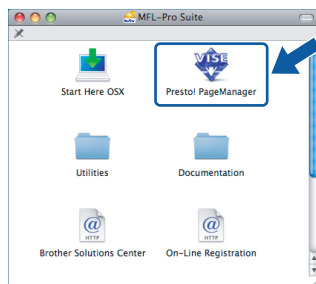 MFL-Pro Suite
VISE
Start Here OSX
Presto! PageManager
Utilities
Documentation
@
HTTP
@
HTTP
Brother Solutions Center
On-Line Registration